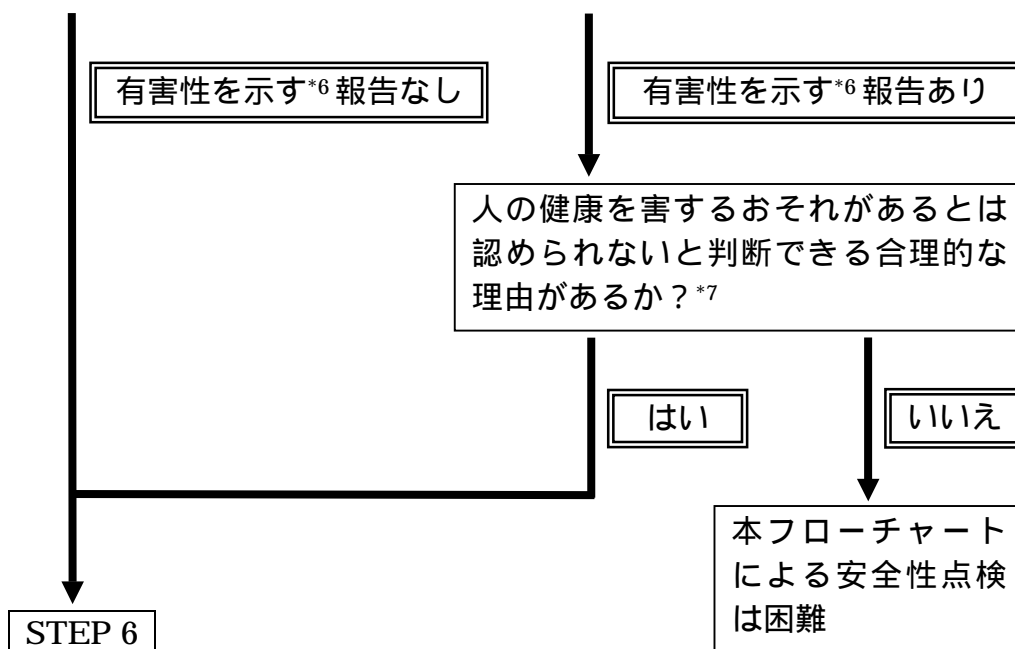 有害性を示す*6 報告なし
有害性を示す*6 報告あり
人の健康を害するおそれがあるとは
認められないと判断できる合理的な
理由があるか？*7
はい
いいえ
本フローチャート
による安全性点検
は困難
STEP 6